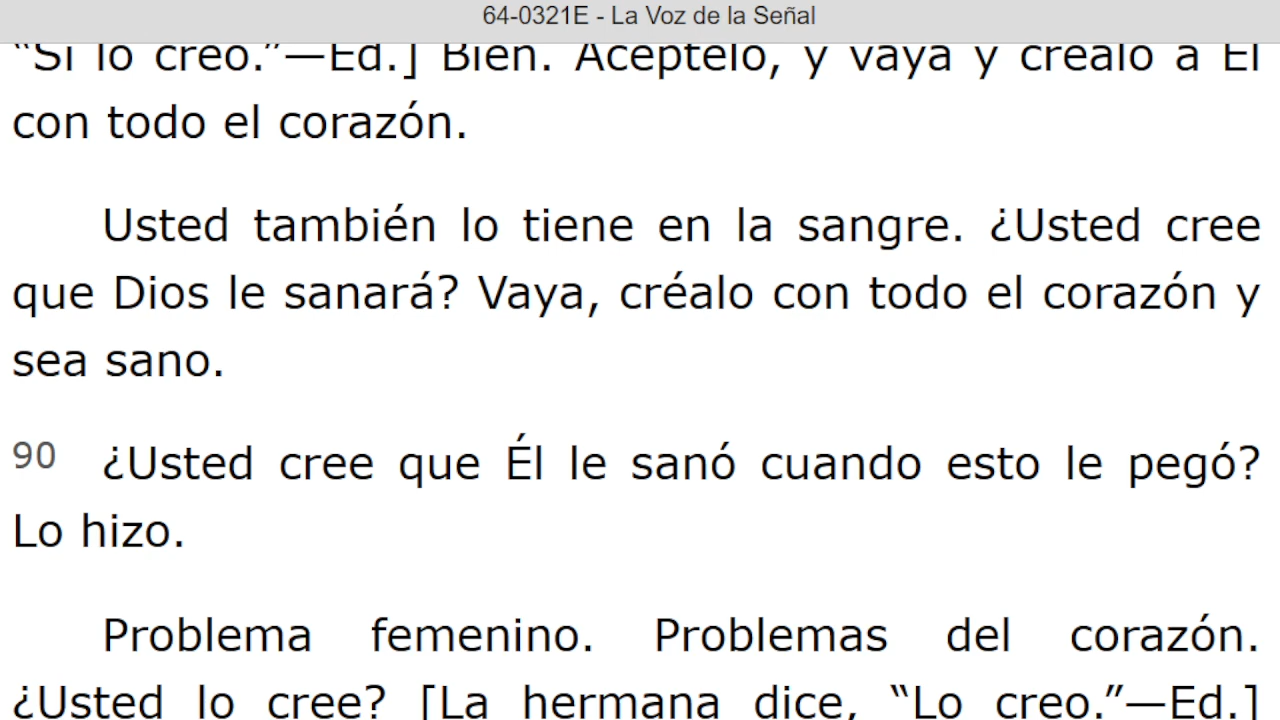 64-0321E - La Voz de la Señal
“Sí lo creo.”—Ed.] Bien. Acéptelo, y vaya y créalo a Él
con todo el corazón.
Usted también lo tiene en la sangre. ¿Usted cree
que Dios le sanará? Vaya, créalo con todo el corazón y
sea sano.
90 ¿Usted cree que Él le sanó cuando esto le pegó?
Lo hizo.
Problema femenino. Problemas del corazón.
¿Usted lo cree? [La hermana dice, “Lo creo.”—Ed.]